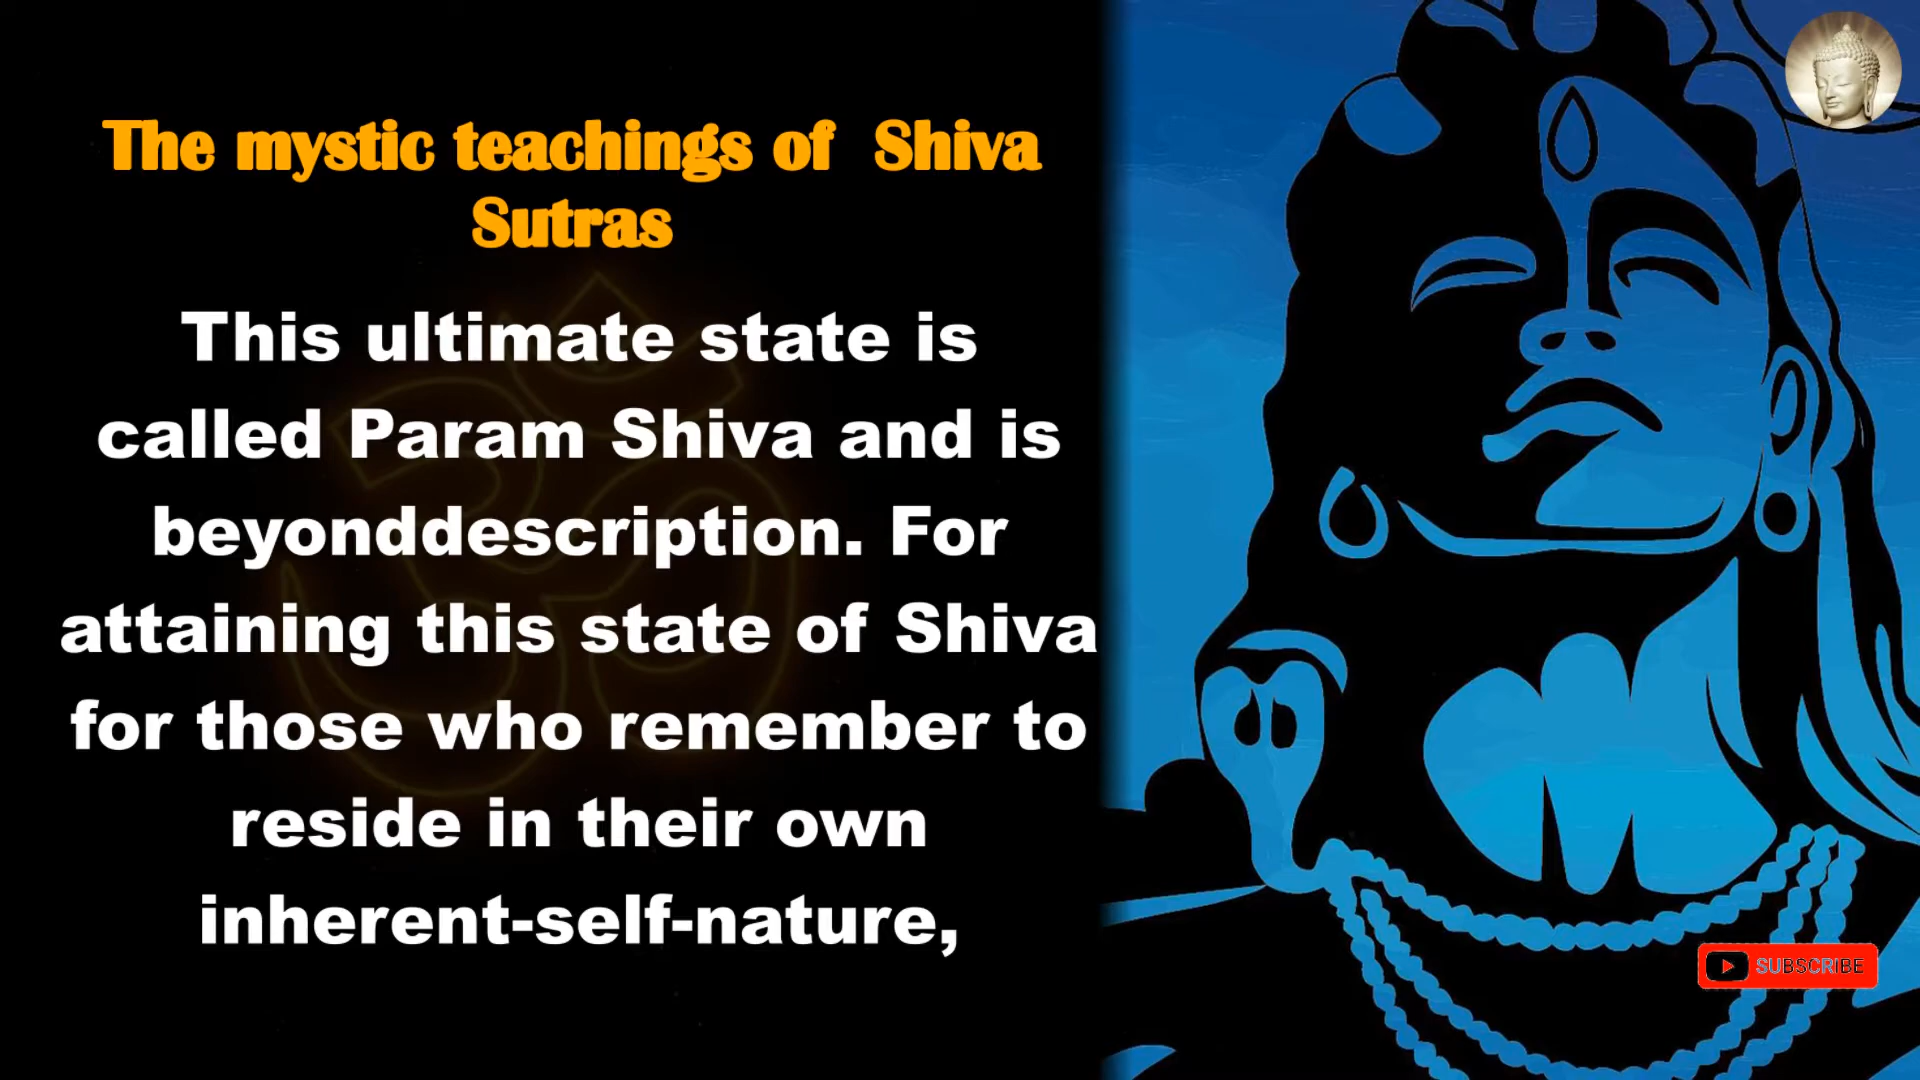 The mystic teachings of Shiva
Sutras
This ultimate state is
called Param Shiva and is
beyonddescription. For
attaining this state of Shiva
for those who remember to
reside in their own
inherent-self-nature,
SUBSCRIBE